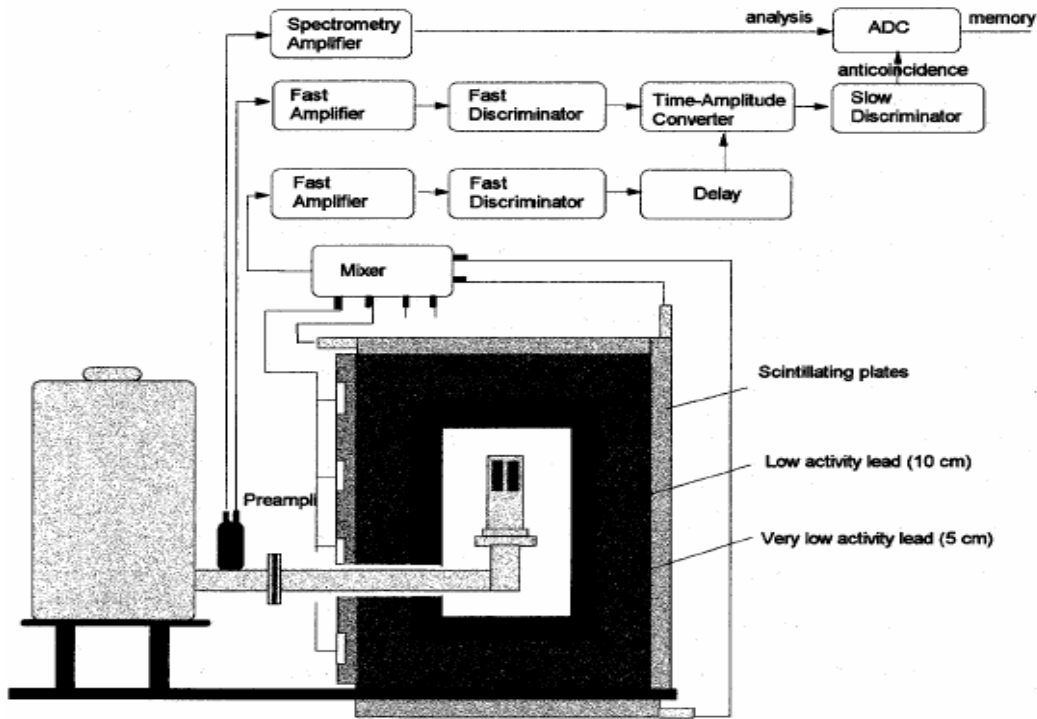 Spectrometry
Amplifier
analysis
ADC
memory
anticoincidence
Fast
Amplifier
Fast
Discriminator
Time-Amplitude
Converter
Slow
Discriminator
Fast
Amplifier
Fast
Discriminator
Delay
Mixer
Scintillating plates
Low activity lead (10 cm)
Preampli
Very low activity lead (5 cm)